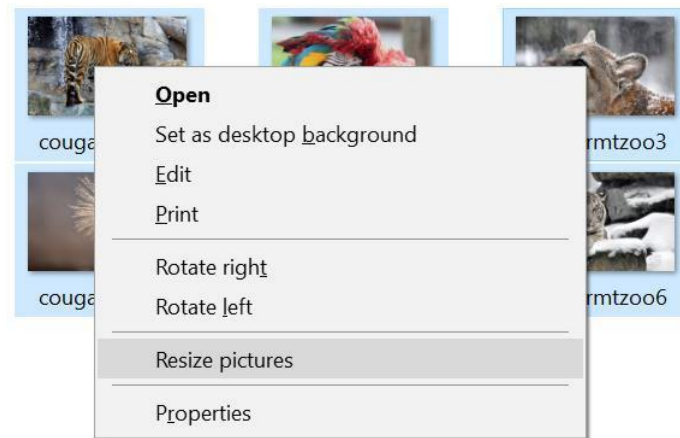 Open
Set as desktop background
couga
rmtzoo3
Edit
Print
Rotate right
couga
rmtzoo6
Rotate left
Resize pictures
Properties